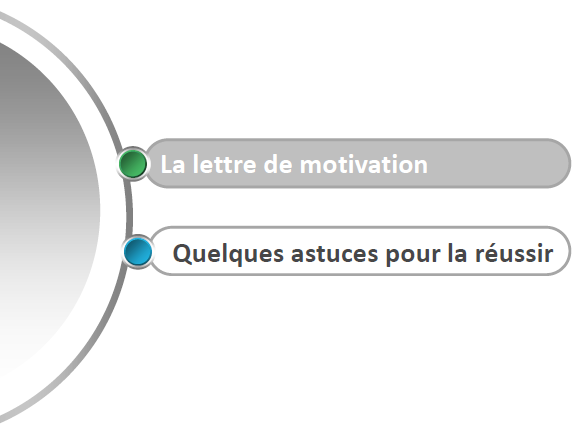 La lettre de motivation
Quelques astuces pour la réussir